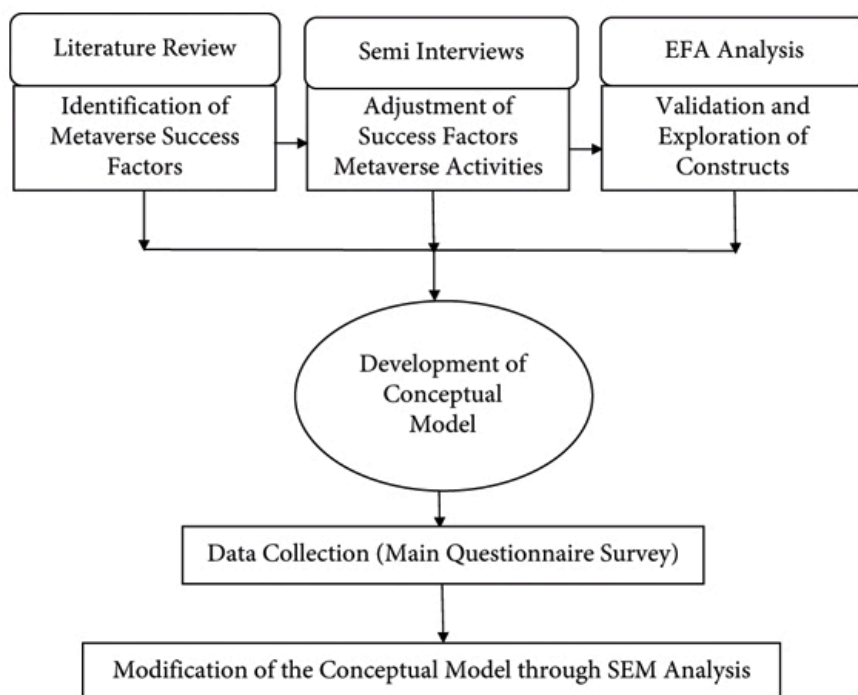 Literature Review
Identification of
Metaverse Success
Factors
Semi Interviews
Adjustment of
Success Factors
Metaverse Activities
EFA Analysis
Validation and
Exploration of
Constructs
Development of
Conceptual
Model
Data Collection (Main Questionnaire Survey)
Modification of the Conceptual Model through SEM Analysis